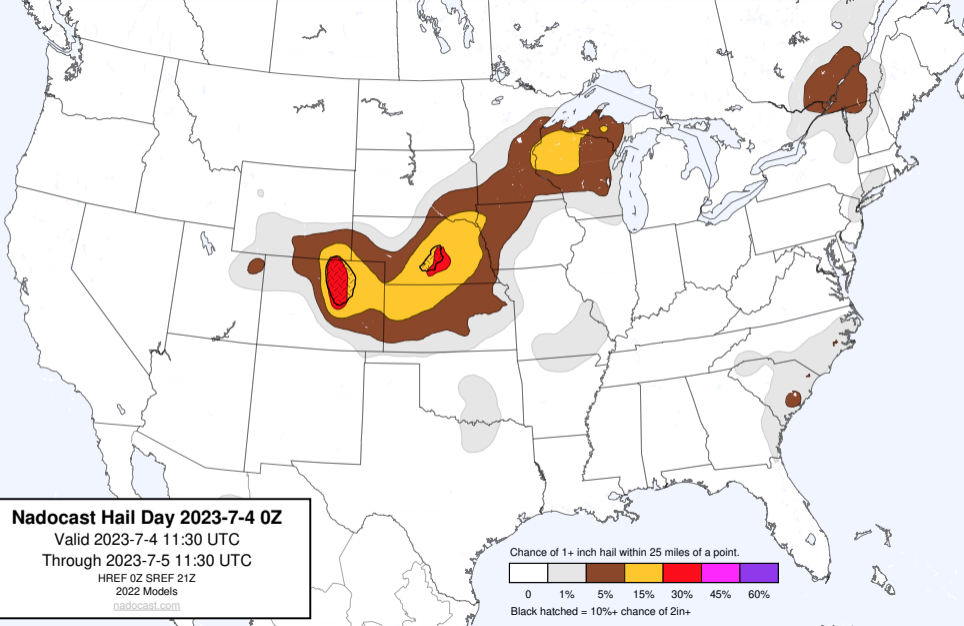 Nadocast Hail Day 2023-7-4 0Z
Valid 2023-7-4 11:30 UTC
Through 2023-7-5 11:30 UTC
HREF 0Z SREF 21Z
2022 Models
nadocast.com
Chance of 1+ inch hail within 25 miles of a point.
0 1% 5% 15% 30% 45% 60%
Black hatched = 10%+ chance of 2in+